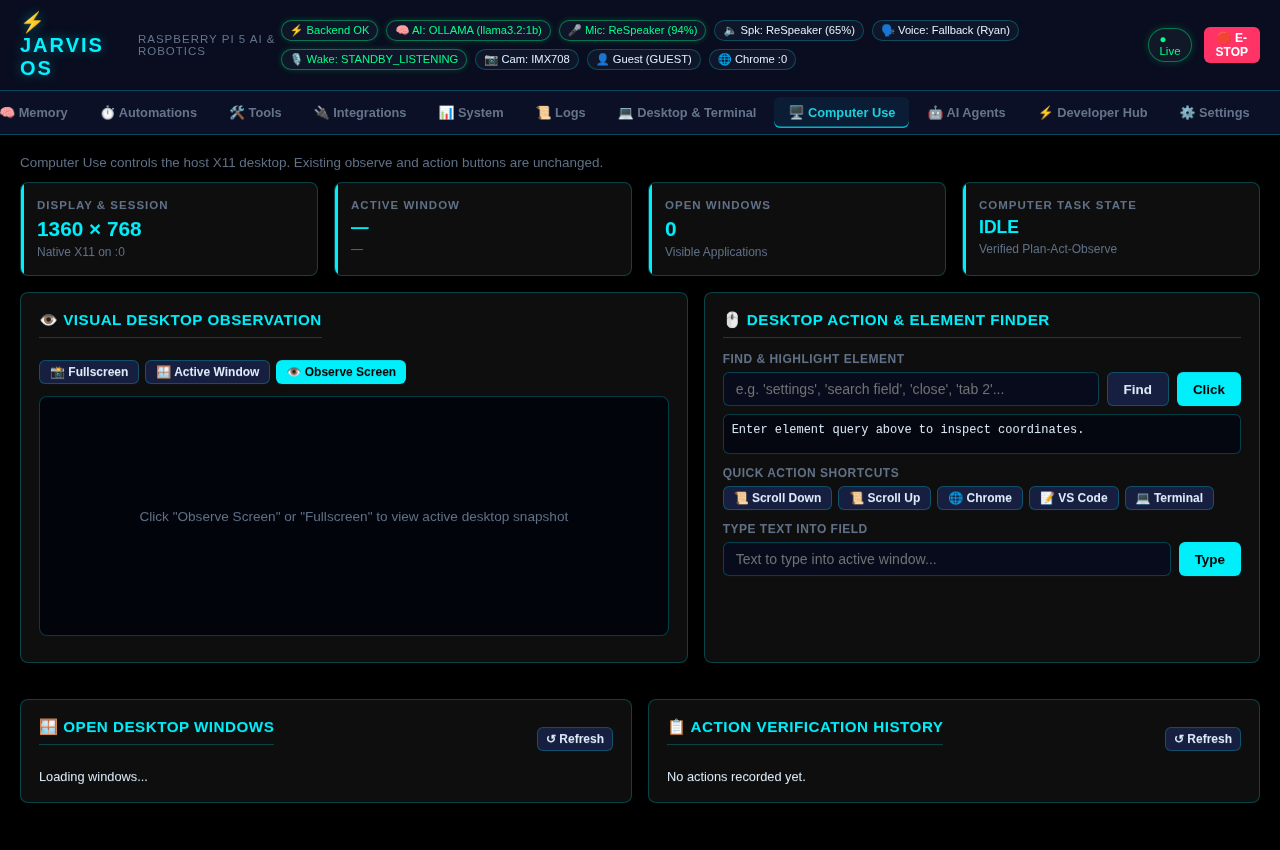 ⚡ JARVIS OS
RASPBERRY PI 5 AI & ROBOTICS
⚡ Backend OK
🧠 AI: OLLAMA (llama3.2:1b)
🎤 Mic: ReSpeaker (94%)
🔈 Spk: ReSpeaker (65%)
🗣️ Voice: Fallback (Ryan)
🎙️ Wake: STANDBY_LISTENING
📷 Cam: IMX708
👤 Guest (GUEST)
🌐 Chrome :0
● Live
🛑 E-STOP
🧠 Memory
⏱️ Automations
🛠️ Tools
🔌 Integrations
📊 System
📜 Logs
💻 Desktop & Terminal
🖥️ Computer Use
🤖 AI Agents
⚡ Developer Hub
⚙️ Settings
Computer Use controls the host X11 desktop. Existing observe and action buttons are unchanged.
DISPLAY & SESSION
1360 × 768
Native X11 on :0
ACTIVE WINDOW
—
—
OPEN WINDOWS
0
Visible Applications
COMPUTER TASK STATE
IDLE
Verified Plan-Act-Observe
👁️ VISUAL DESKTOP OBSERVATION
📸 Fullscreen
🪟 Active Window
👁️ Observe Screen
Click "Observe Screen" or "Fullscreen" to view active desktop snapshot
🖱️ DESKTOP ACTION & ELEMENT FINDER
FIND & HIGHLIGHT ELEMENT
e.g. 'settings', 'search field', 'close', 'tab 2'...
Find
Click
Enter element query above to inspect coordinates.
QUICK ACTION SHORTCUTS
📜 Scroll Down
📜 Scroll Up
🌐 Chrome
📝 VS Code
💻 Terminal
TYPE TEXT INTO FIELD
Text to type into active window...
Type
🪟 OPEN DESKTOP WINDOWS
↺ Refresh
Loading windows...
📋 ACTION VERIFICATION HISTORY
↺ Refresh
No actions recorded yet.